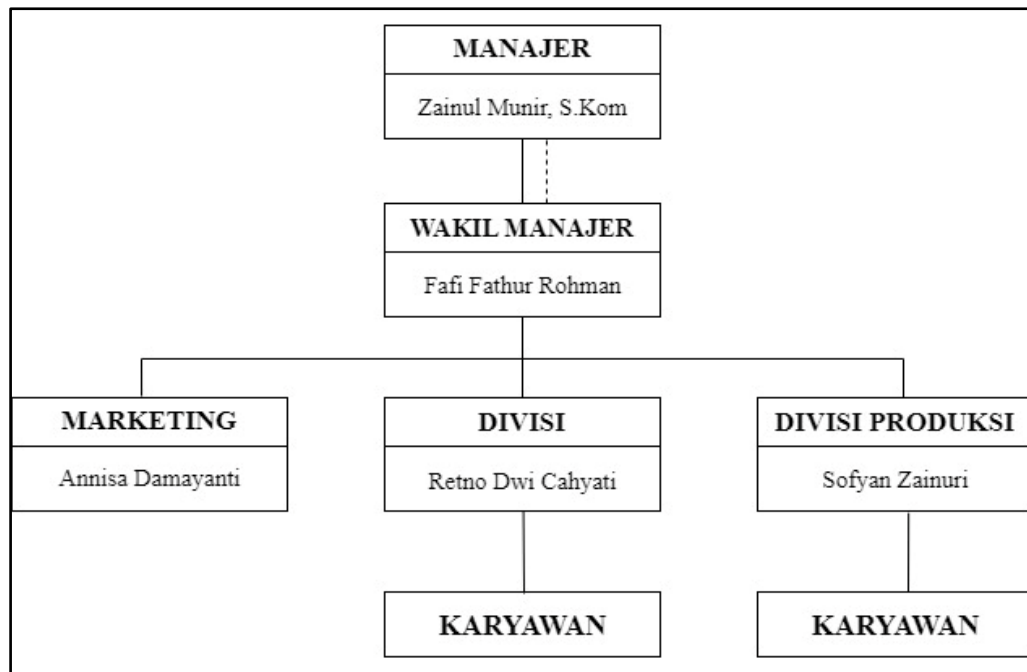 MANAJER
Zainul Munir, S.Kom
WAKIL MANAJER
Fafi Fathur Rohman
MARKETING
Annisa Damayanti
DIVISI
Retno Dwi Cahyati
DIVISI PRODUKSI
Sofyan Zainuri
KARYAWAN
KARYAWAN